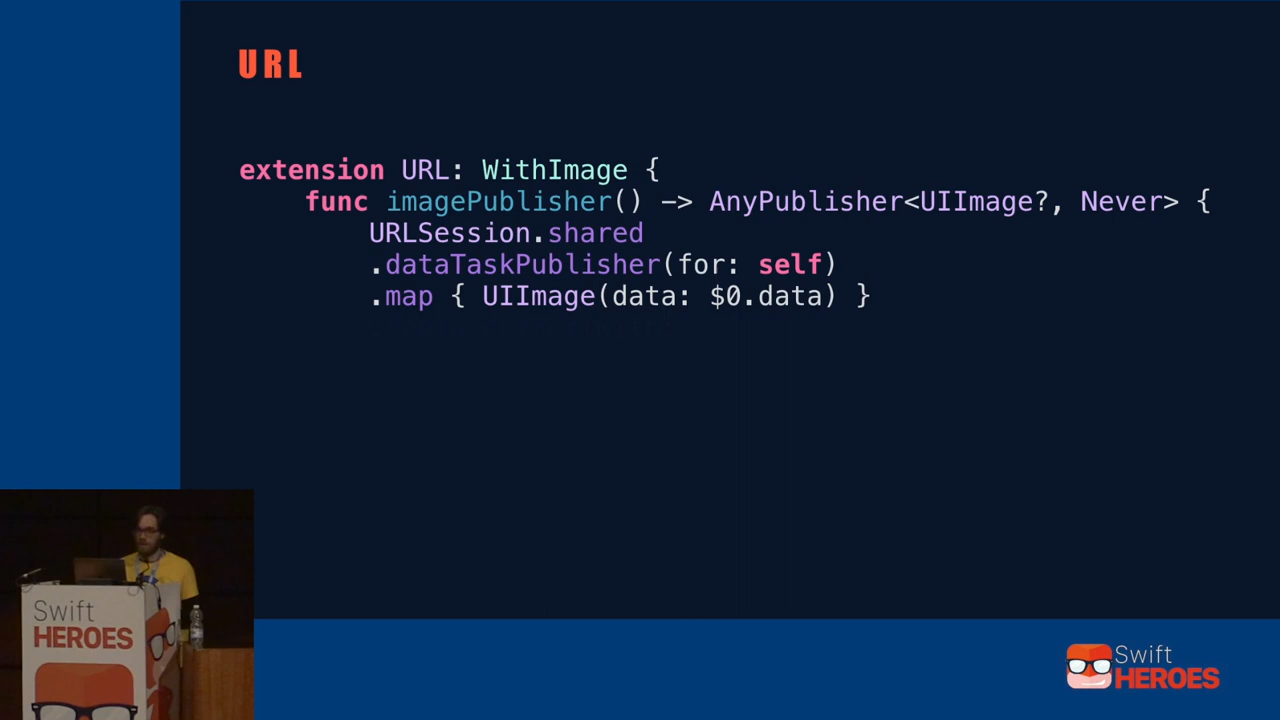 URL
extension URL: WithImage {
func imagePublisher() -> AnyPublisher<UIImage?, Never> {
URLSession.shared
.dataTaskPublisher(for: self)
.map { UIImage(data: $0.data) }
Swift
HEROES
Swift
HEROES